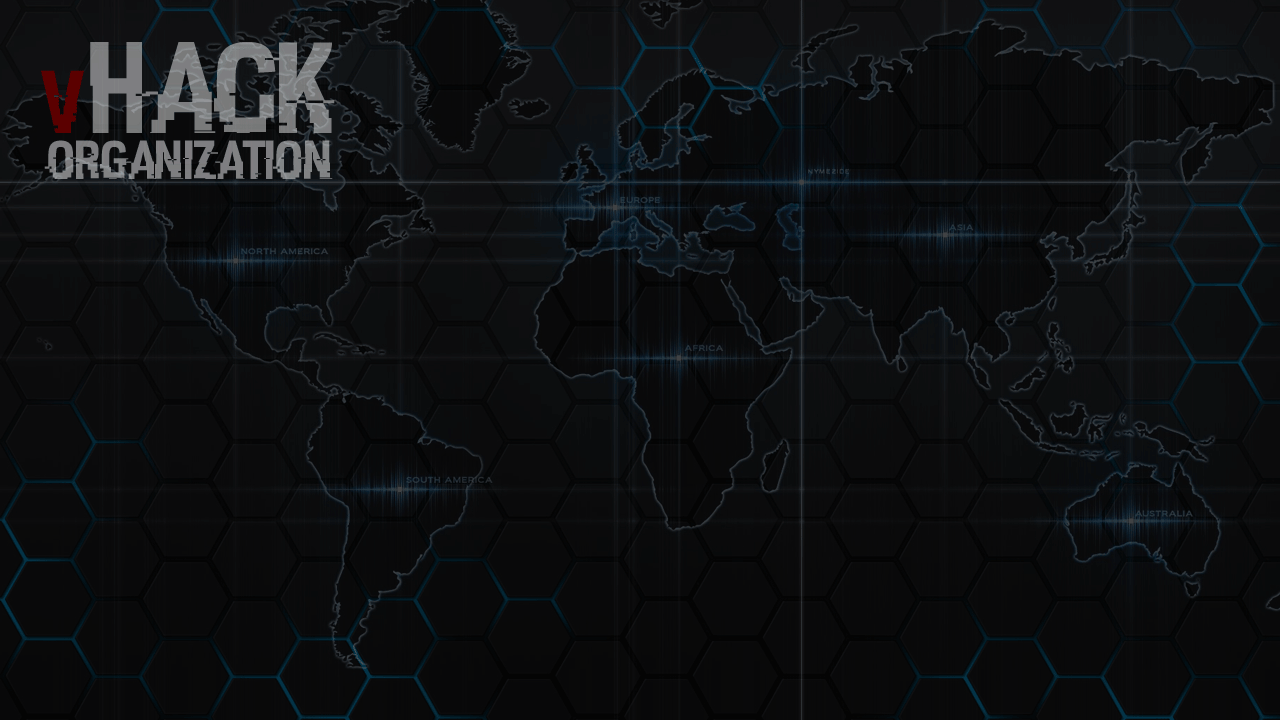 vHACK
ORGANIZATION
EUROPE
ASIA
NORTH AMERICA
AFRICA
SOUTH AMERICA
AUSTRALIA